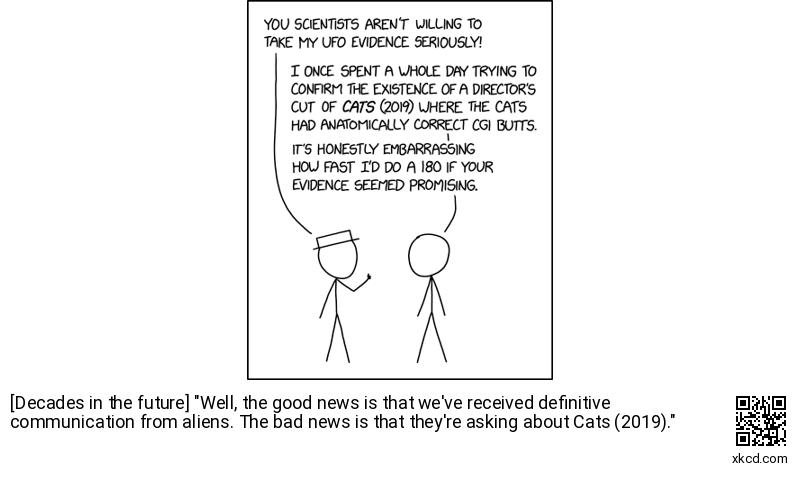 YOU SCIENTISTS AREN'T WILLING TO
TAKE MY UFO EVIDENCE SERIOUSLY!
I ONCE SPENT A WHOLE DAY TRYING TO
CONFIRM THE EXISTENCE OF A DIRECTOR'S
CUT OF CATS (2019) WHERE THE CATS
HAD ANATOMICALLY CORRECT CGI BUTTS.
IT'S HONESTLY EMBARRASSING
HOW FAST I'D DO A 180 IF YOUR
EVIDENCE SEEMED PROMISING.
[Decades in the future] "Well, the good news is that we've received definitive
communication from aliens. The bad news is that they're asking about Cats (2019)."
xkcd.com